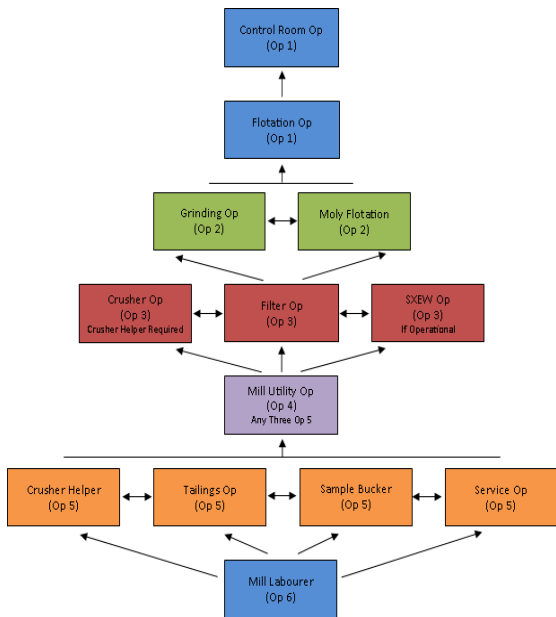 Control Room Op
(Op 1)
Flotation Op
(Op 1)
Grinding Op
(Op 2)
Moly Flotation
(Op 2)
Crusher Op
(Op 3)
Crusher Helper Required
Filter Op
(Op 3)
SXEW Op
(Op 3)
If Operational
Mill Utility Op
(Op 4)
Any Three Op 5
Crusher Helper
(Op 5)
Tailings Op
(Op 5)
Sample Bucker
(Op 5)
Service Op
(Op 5)
Mill Labourer
(Op 6)